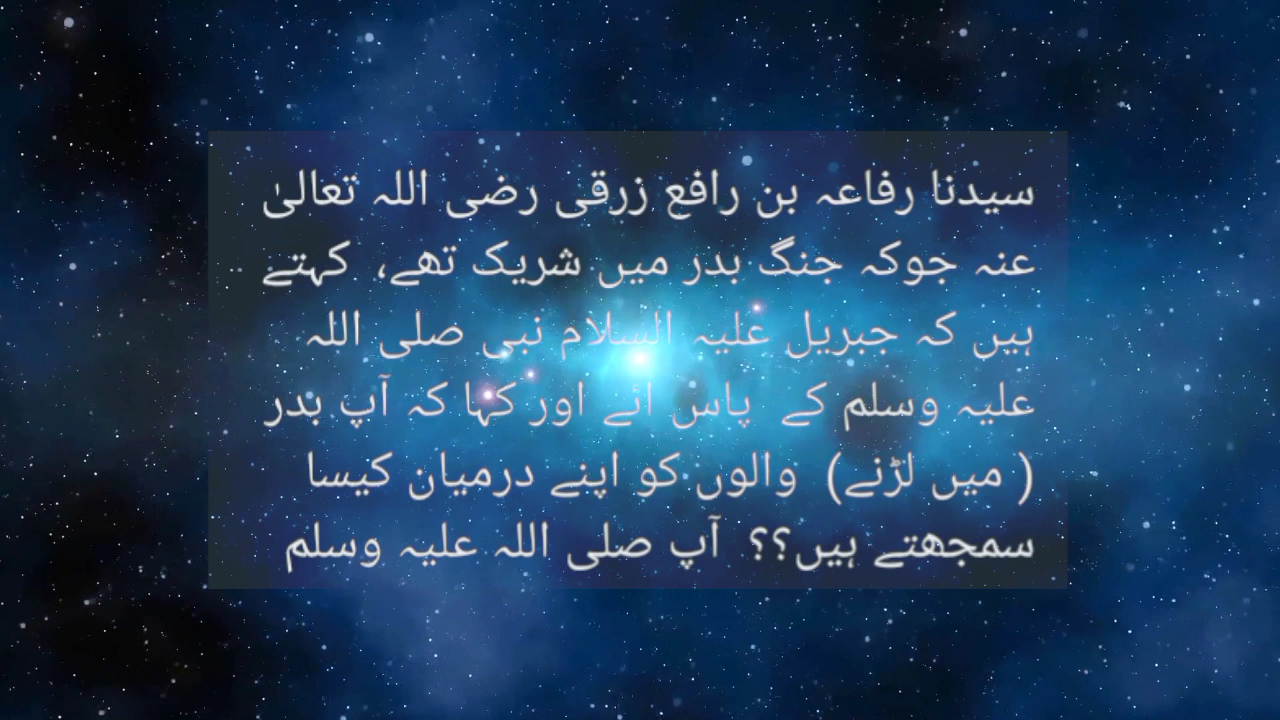 سیدنا رفاعہ بن رافع زرقی رضی اللہ تعالیٰ
عنہ جوکہ جنگ بدر میں شریک تھے، کہتے
ہیں کہ جبریل علیہ السلام نبی صلی اللہ
علیہ وسلم کے پاس ائے اور کہا کہ آپ بدر
( میں لڑنے) والوں کو اپنے درمیان کیسا
سمجھتے ہیں؟؟ آپ صلی اللہ علیہ وسلم